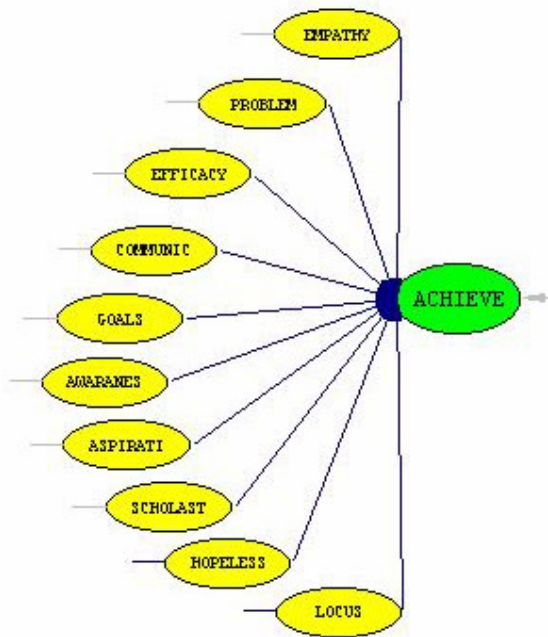 EMPATHY
PROBLEM
EFFICACY
COMMUNIC
GOALS
ACHIEVE
AWARANES
ASPIRATI
SCHOLAST
HOPELESS
LOCUS